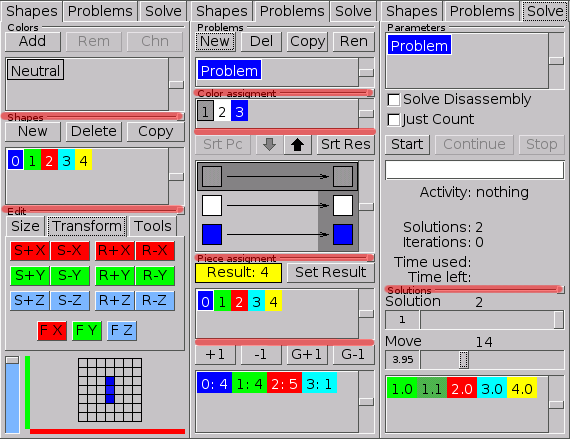 Shapes Problems Solve
Colors
Add Rem Chn
Neutral
Shapes
New Delete Copy
0 1 2 3 4
Edit
Size Transform Tools
S+X S-X R+X R-X
S+Y S-Y R+Y R-Y
S+Z S-Z R+Z R-Z
F X F Y F Z
Shapes Problems Solve
Problems
New Del Copy Ren
Problem
Color assigment
1 2 3
Srt Pc Srt Res
Piece assigment
Result: 4 Set Result
0 1 2 3 4
+1 -1 G+1 G-1
0: 4 1: 4 2: 5 3: 1
Shapes Problems Solve
Parameters
Problem
Solve Disassembly
Just Count
Start Continue Stop
Activity: nothing
Solutions: 2
Iterations: 0
Time used:
Time left:
Solutions
Solution 2
1
Move 14
3.95
1.0 1.1 2.0 3.0 4.0